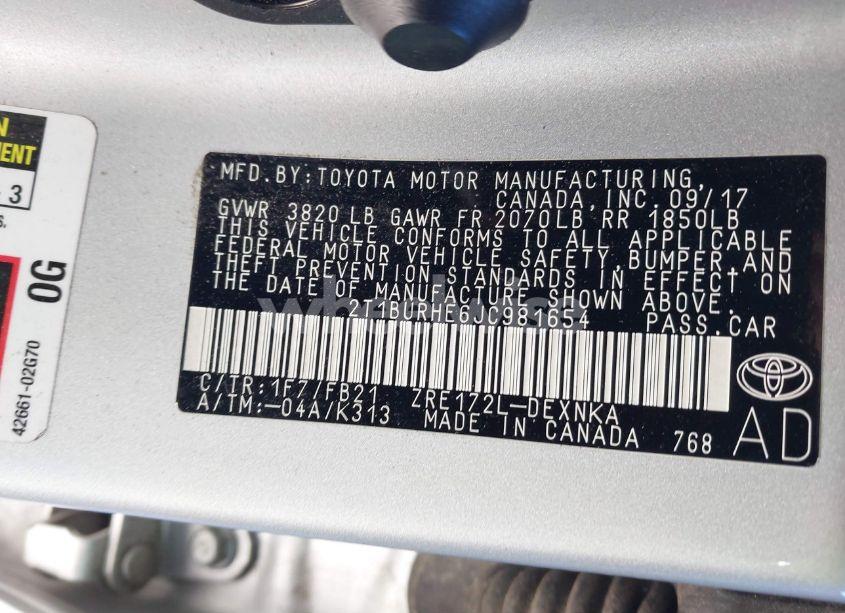 N
MENT
3
s.
0G
42661-02G70
MFD.BY:TOYOTA MOTOR MANUFACTURING,
CANADA,INC.09/17
GVWR 3820LB GAWR FR 2070LB RR 1850LB
THIS VEHICLE CONFORMS TO ALL APPLICABLE
FEDERAL MOTOR VEHICLE SAFETY,BUMPER AND
THEFT PREVENTION STANDARDS IN EFFECT ON
THE DATE OF MANUFACTURE SHOWN ABOVE.
2T1BURHE6JC981654 PASS.CAR
C/TR:1F7/FB21 ZRE172L-DEXNKA
A/TM:-04A/K313 MADE IN CANADA 768
AD